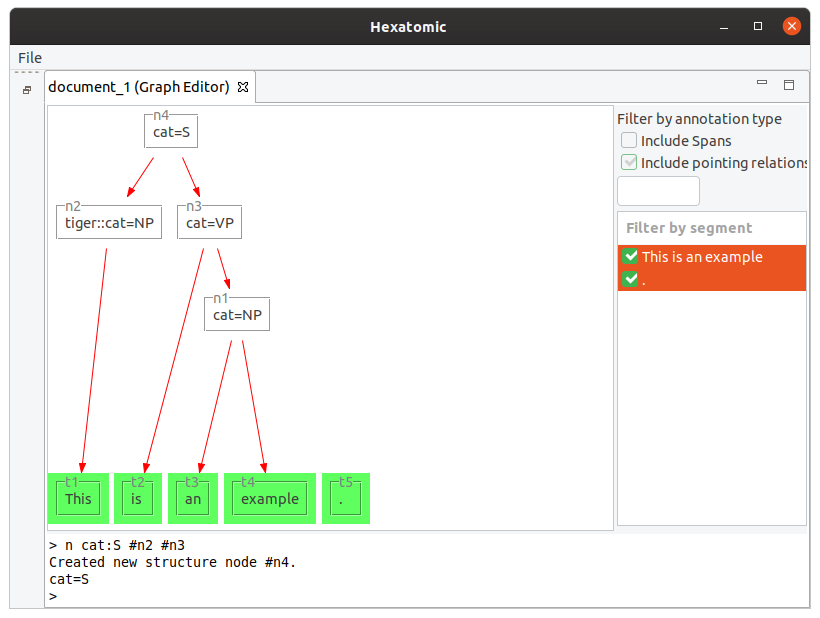 Hexatomic
File
document_1 (Graph Editor)
n4
cat=S
n2
tiger::cat=NP
n3
cat=VP
n1
cat=NP
t1
This
t2
is
t3
an
t4
example
t5
.
Filter by annotation type
Include Spans
Include pointing relations
Filter by segment
This is an example
.
> n cat:S #n2 #n3
Created new structure node #n4.
cat=S
>